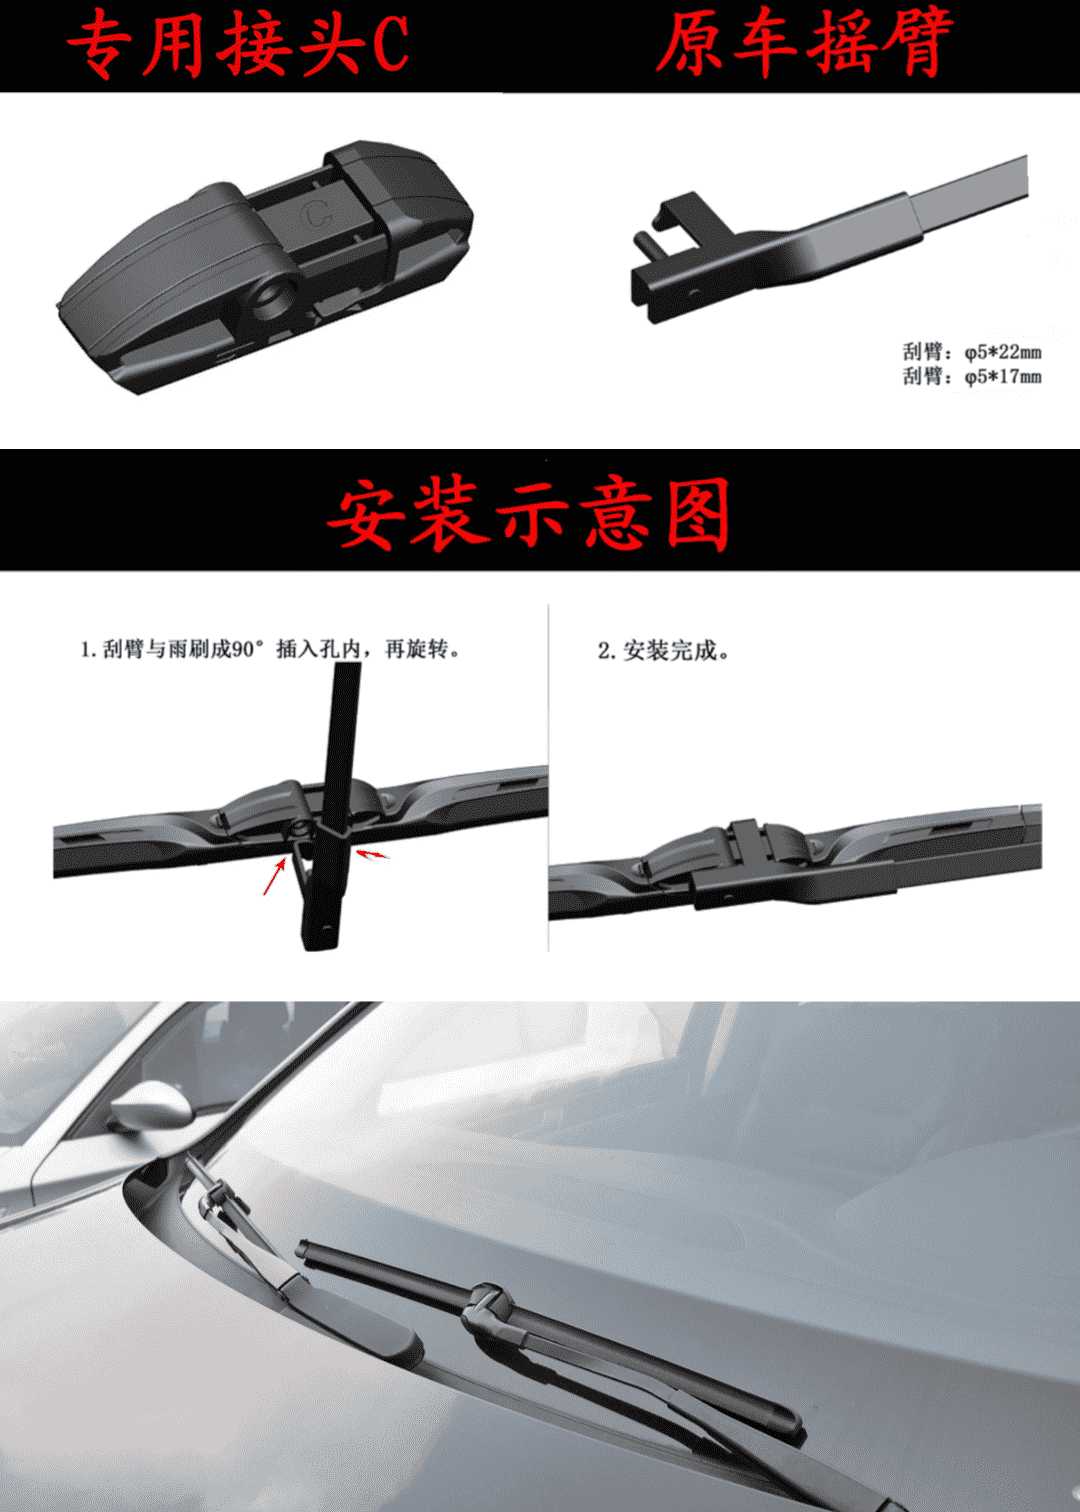 专用接头C
原车摇臂
C
刮臂：φ5*22mm
刮臂：φ5*17mm
安装示意图
1.刮臂与雨刷成90°插入孔内，再旋转。
2.安装完成。